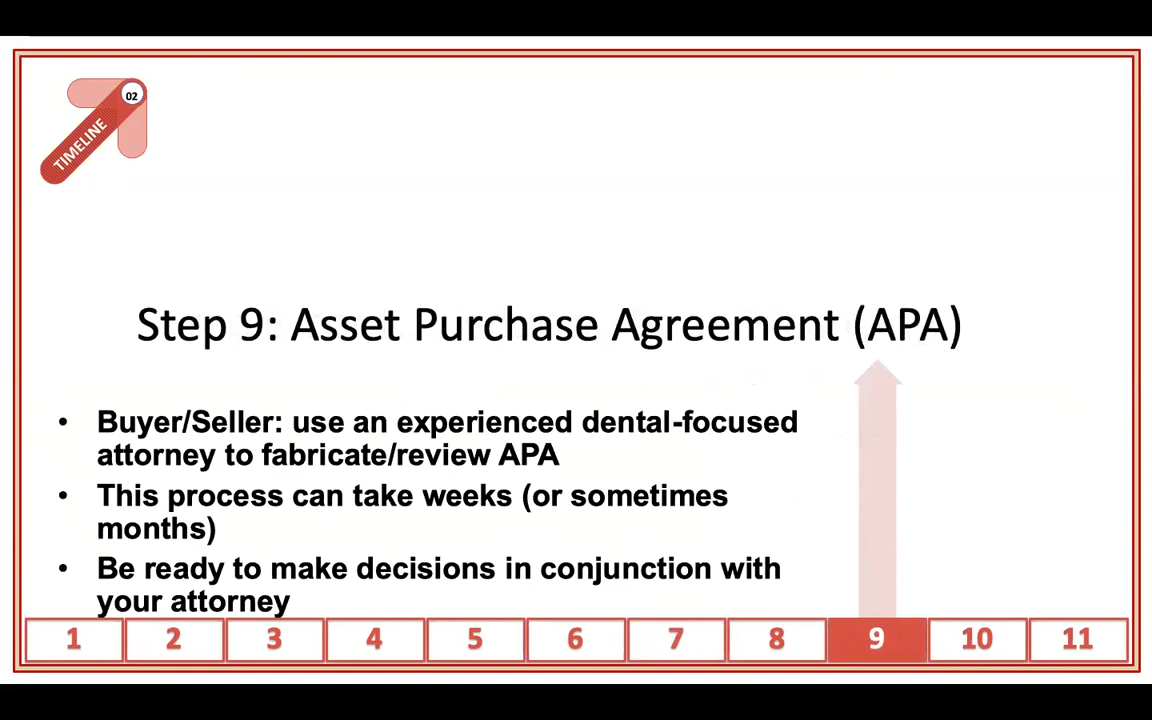 02
TIMELINE
Step 9: Asset Purchase Agreement (APA)
• Buyer/Seller: use an experienced dental-focused
attorney to fabricate/review APA
• This process can take weeks (or sometimes
months)
• Be ready to make decisions in conjunction with
your attorney
1 2 3 4 5 6 7 8 9 10 11